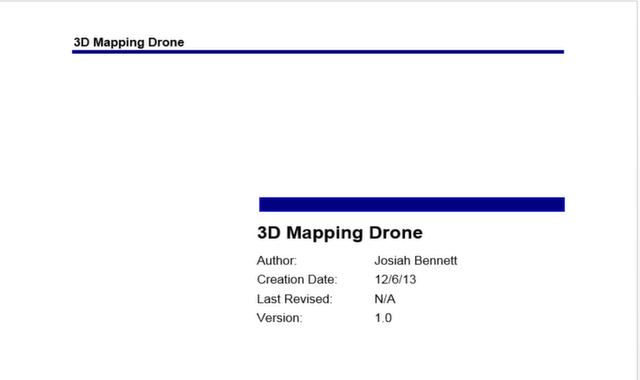 3D Mapping Drone
3D Mapping Drone
Author: Josiah Bennett
Creation Date: 12/6/13
Last Revised: N/A
Version: 1.0